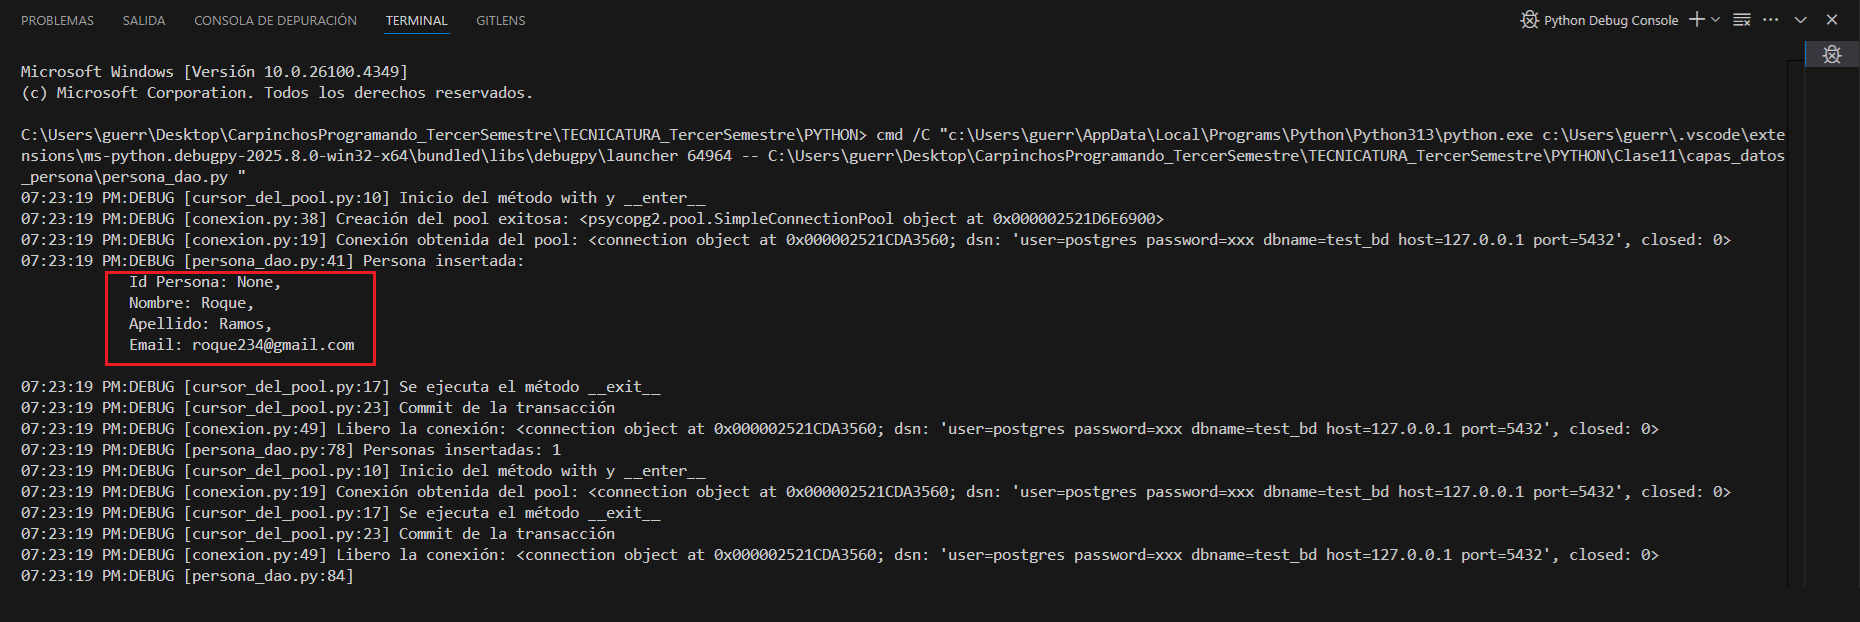 PROBLEMAS SALIDA CONSOLA DE DEPURACIÓN TERMINAL GITLENS Python Debug Console
Microsoft Windows [Versión 10.0.26100.4349]
(c) Microsoft Corporation. Todos los derechos reservados.
C:\Users\guerr\Desktop\CarpinchosProgramando_TercerSemestre\TECNICATURA_TercerSemestre\PYTHON> cmd /C "c:\Users\guerr\AppData\Local\Programs\Python\Python313\python.exe c:\Users\guerr\.vscode\exte
nsions\ms-python.debugpy-2025.8.0-win32-x64\bundled\libs\debugpy\launcher 64964 -- C:\Users\guerr\Desktop\CarpinchosProgramando_TercerSemestre\TECNICATURA_TercerSemestre\PYTHON\Clase11\capas_datos
_persona\persona_dao.py "
07:23:19 PM:DEBUG [cursor_del_pool.py:10] Inicio del método with y __enter__
07:23:19 PM:DEBUG [conexion.py:38] Creación del pool exitosa: <psycopg2.pool.SimpleConnectionPool object at 0x000002521D6E6900>
07:23:19 PM:DEBUG [conexion.py:19] Conexión obtenida del pool: <connection object at 0x000002521CDA3560; dsn: 'user=postgres password=xxx dbname=test_bd host=127.0.0.1 port=5432', closed: 0>
07:23:19 PM:DEBUG [persona_dao.py:41] Persona insertada:
Id Persona: None,
Nombre: Roque,
Apellido: Ramos,
Email: roque234@gmail.com
07:23:19 PM:DEBUG [cursor_del_pool.py:17] Se ejecuta el método __exit__
07:23:19 PM:DEBUG [cursor_del_pool.py:23] Commit de la transacción
07:23:19 PM:DEBUG [conexion.py:49] Libero la conexión: <connection object at 0x000002521CDA3560; dsn: 'user=postgres password=xxx dbname=test_bd host=127.0.0.1 port=5432', closed: 0>
07:23:19 PM:DEBUG [persona_dao.py:78] Personas insertadas: 1
07:23:19 PM:DEBUG [cursor_del_pool.py:10] Inicio del método with y __enter__
07:23:19 PM:DEBUG [conexion.py:19] Conexión obtenida del pool: <connection object at 0x000002521CDA3560; dsn: 'user=postgres password=xxx dbname=test_bd host=127.0.0.1 port=5432', closed: 0>
07:23:19 PM:DEBUG [cursor_del_pool.py:17] Se ejecuta el método __exit__
07:23:19 PM:DEBUG [cursor_del_pool.py:23] Commit de la transacción
07:23:19 PM:DEBUG [conexion.py:49] Libero la conexión: <connection object at 0x000002521CDA3560; dsn: 'user=postgres password=xxx dbname=test_bd host=127.0.0.1 port=5432', closed: 0>
07:23:19 PM:DEBUG [persona_dao.py:84]